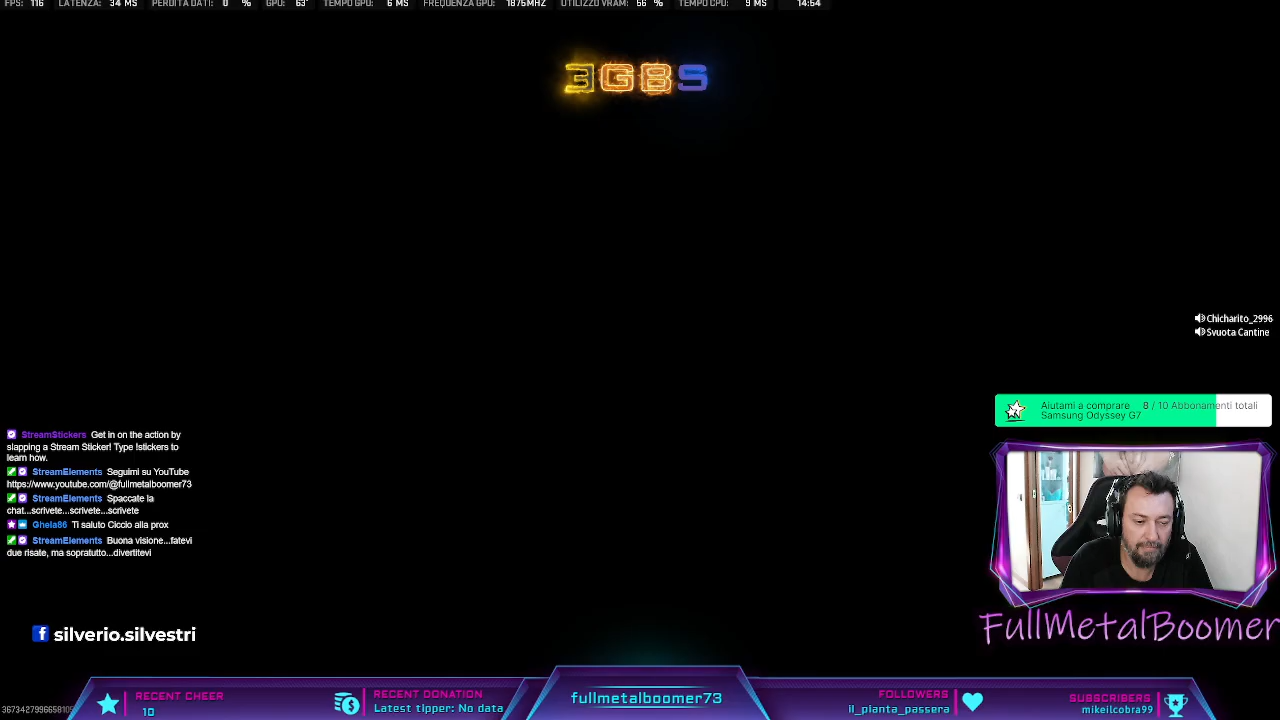 FPS: 116 LATENZA: 34 MS PERDITA DATI: 0 % GPU: 63° TEMPO GPU: 6 MS FREQUENZA GPU: 1875MHZ UTILIZZO VRAM: 56 % TEMPO CPU: 9 MS 14:54
3GBS
Chicharito_2996
Svuota Cantine
Aiutami a comprare 8 / 10 Abbonamenti totali
Samsung Odyssey G7
StreamStickers Get in on the action by
slapping a Stream Sticker! Type !stickers to
learn how.
StreamElements Seguimi su YouTube
https://www.youtube.com/@fullmetalboomer73
StreamElements Spaccate la
chat...scrivete...scrivete...scrivete
Gheia86 Ti saluto Ciccio alla prox
StreamElements Buona visione...fatevi
due risate, ma sopratutto...divertitevi
silverio.silvestri
FullMetalBoomer
RECENT CHEER
10
RECENT DONATION
Latest tipper: No data
fullmetalboomer73
FOLLOWERS
il_pianta_passera
SUBSCRIBERS
mikeilcobra99